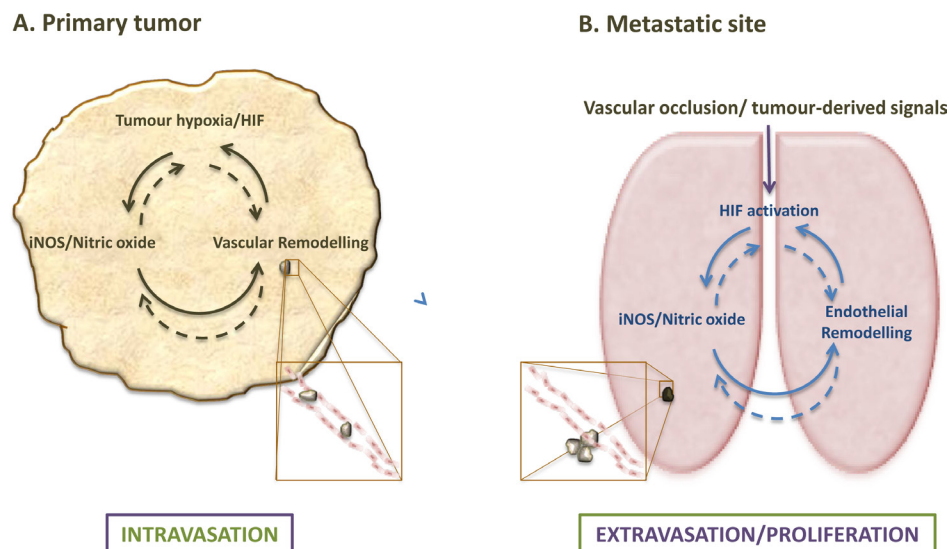 A. Primary tumor
B. Metastatic site
Tumour hypoxia/HIF
iNOS/Nitric oxide
Vascular Remodelling
Vascular occlusion/ tumour-derived signals
HIF activation
iNOS/Nitric oxide
Endothelial
Remodelling
INTRAVASATION
EXTRAVASATION/PROLIFERATION